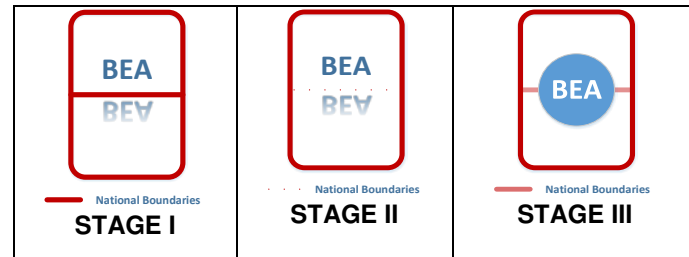 BEA
BEA
National Boundaries
STAGE I
BEA
BEA
National Boundaries
STAGE II
BEA
National Boundaries
STAGE III